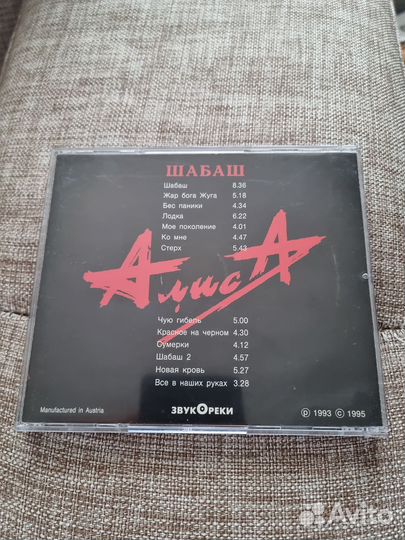 ШАБАШ
Шабаш 8.36
Жар бога Жуга 5.18
Бес паники 4.34
Лодка 6.22
Мое поколение 4.01
Ко мне 4.47
Стерх 5.43
АлисА
Чую гибель 5.00
Красное на черном 4.30
Сумерки 4.12
Шабаш 2 4.57
Новая кровь 5.27
Все в наших руках 3.28
Manufactured in Austria
ЗВУКОРЕКИ
℗ 1993 © 1995
Avito